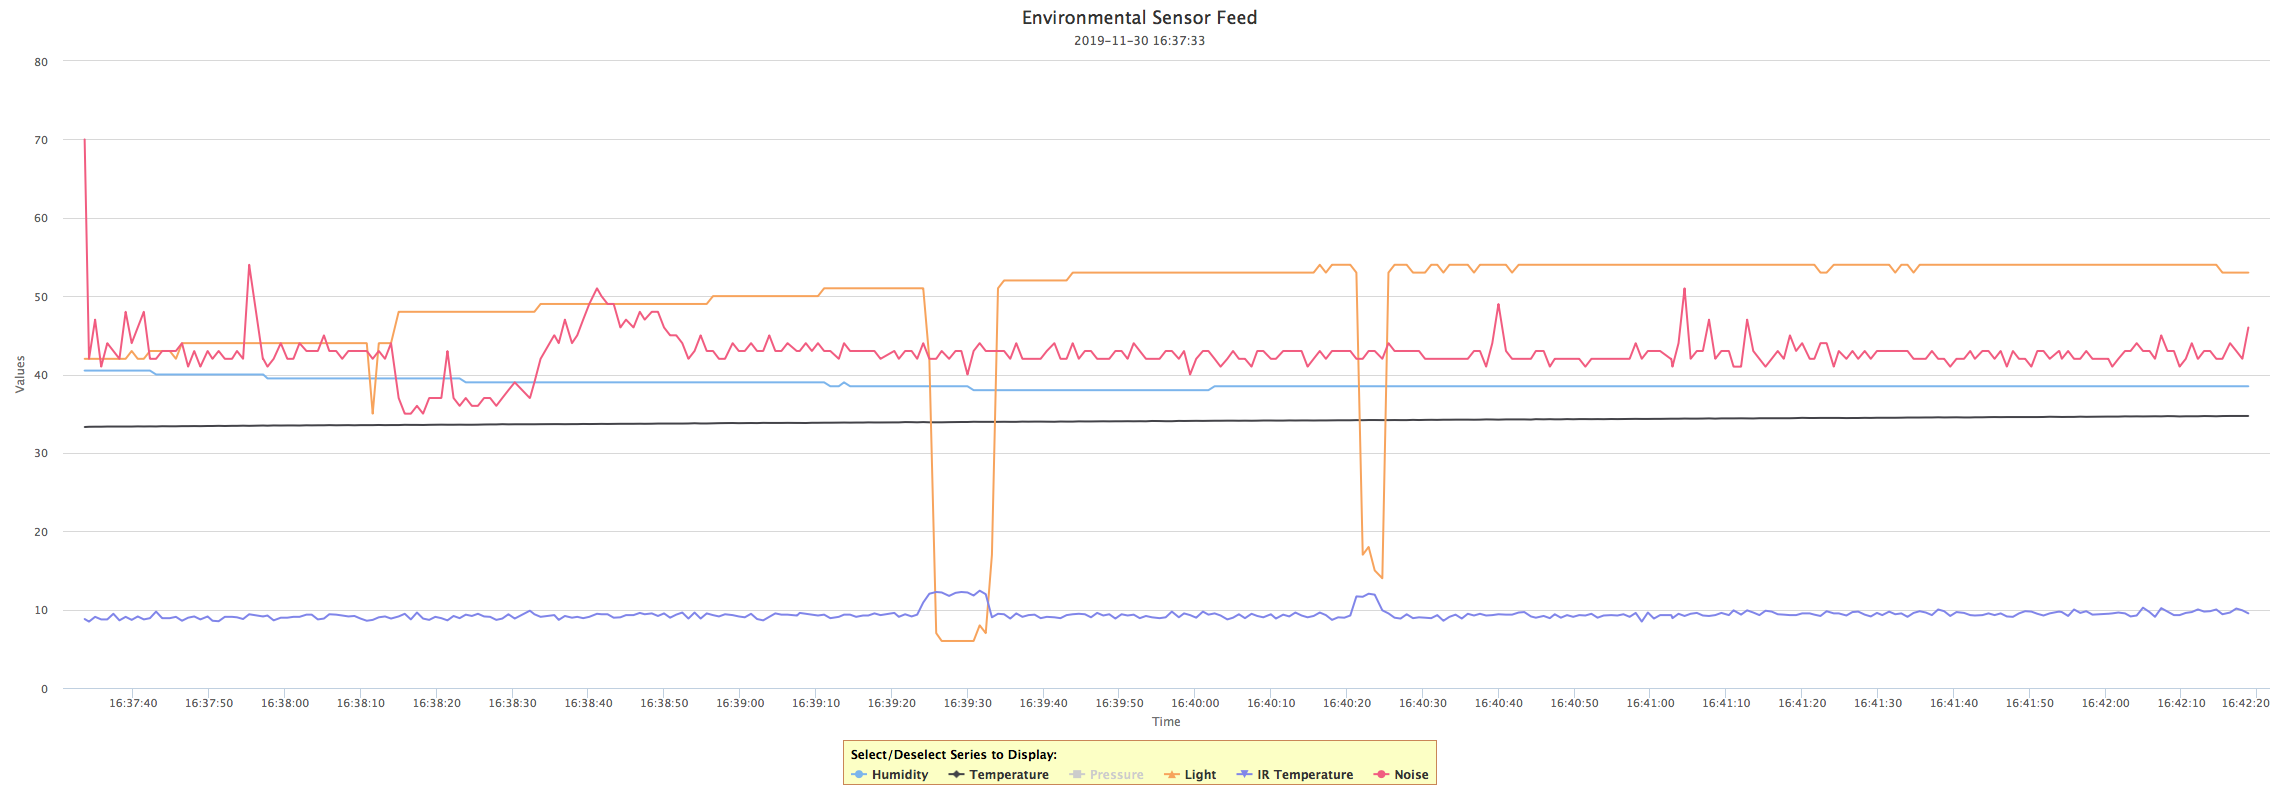 Environmental Sensor Feed
2019-11-30 16:37:33
80
70
60
50
40
30
20
10
0
Values
16:37:40 16:37:50 16:38:00 16:38:10 16:38:20 16:38:30 16:38:40 16:38:50 16:39:00 16:39:10 16:39:20 16:39:30 16:39:40 16:39:50 16:40:00 16:40:10 16:40:20 16:40:30 16:40:40 16:40:50 16:41:00 16:41:10 16:41:20 16:41:30 16:41:40 16:41:50 16:42:00 16:42:10 16:42:20
Time
Select/Deselect Series to Display:
Humidity Temperature Pressure Light IR Temperature Noise